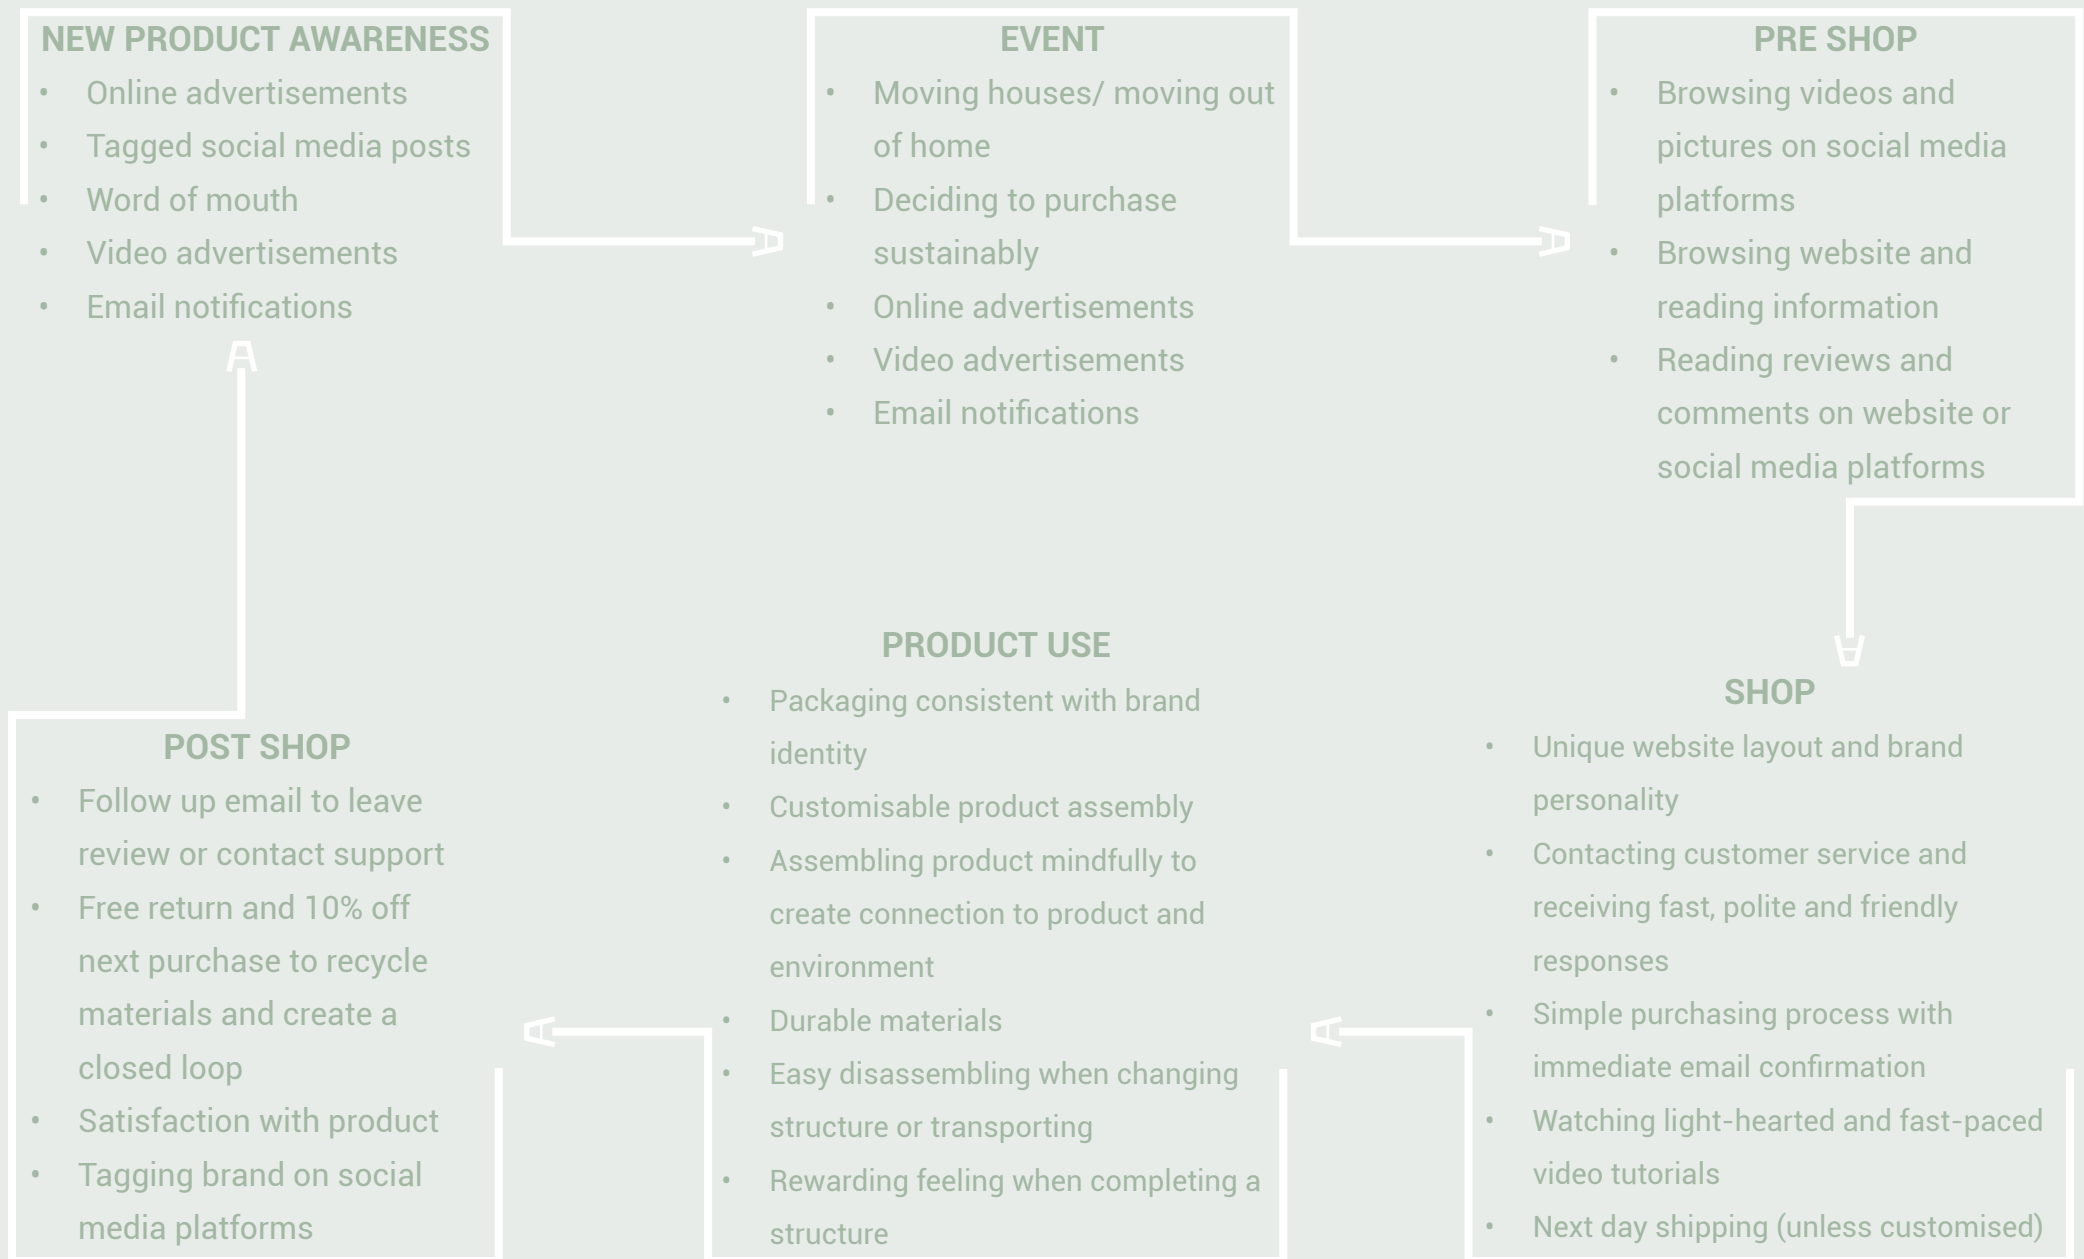 NEW PRODUCT AWARENESS
• Online advertisements
• Tagged social media posts
• Word of mouth
• Video advertisements
• Email notifications
EVENT
• Moving houses/ moving out
of home
• Deciding to purchase
sustainably
• Online advertisements
• Video advertisements
• Email notifications
PRE SHOP
• Browsing videos and
pictures on social media
platforms
• Browsing website and
reading information
• Reading reviews and
comments on website or
social media platforms
SHOP
• Unique website layout and brand
personality
• Contacting customer service and
receiving fast, polite and friendly
responses
• Simple purchasing process with
immediate email confirmation
• Watching light-hearted and fast-paced
video tutorials
• Next day shipping (unless customised)
PRODUCT USE
• Packaging consistent with brand
identity
• Customisable product assembly
• Assembling product mindfully to
create connection to product and
environment
• Durable materials
• Easy disassembling when changing
structure or transporting
• Rewarding feeling when completing a
structure
POST SHOP
• Follow up email to leave
review or contact support
• Free return and 10% off
next purchase to recycle
materials and create a
closed loop
• Satisfaction with product
• Tagging brand on social
media platforms